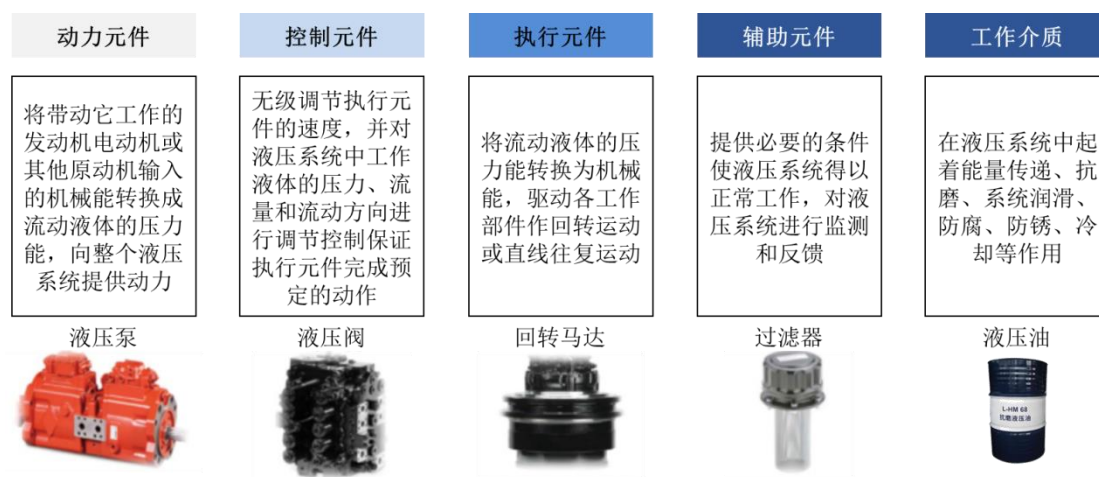 动力元件
控制元件
执行元件
辅助元件
工作介质
将带动它工作的
发动机电动机或
其他原动机输入
的机械能转换成
流动液体的压力
能，向整个液压
系统提供动力
无级调节执行元
件的速度，并对
液压系统中工作
液体的压力、流
量和流动方向进
行调节控制保证
执行元件完成预
定的动作
将流动液体的压
力能转换为机械
能，驱动各工作
部件作回转运动
或直线往复运动
提供必要的条件
使液压系统得以
正常工作，对液
压系统进行监测
和反馈
在液压系统中起
着能量传递、抗
磨、系统润滑、
防腐、防锈、冷
却等作用
液压泵
液压阀
回转马达
过滤器
液压油
L-HM 68
抗磨液压油